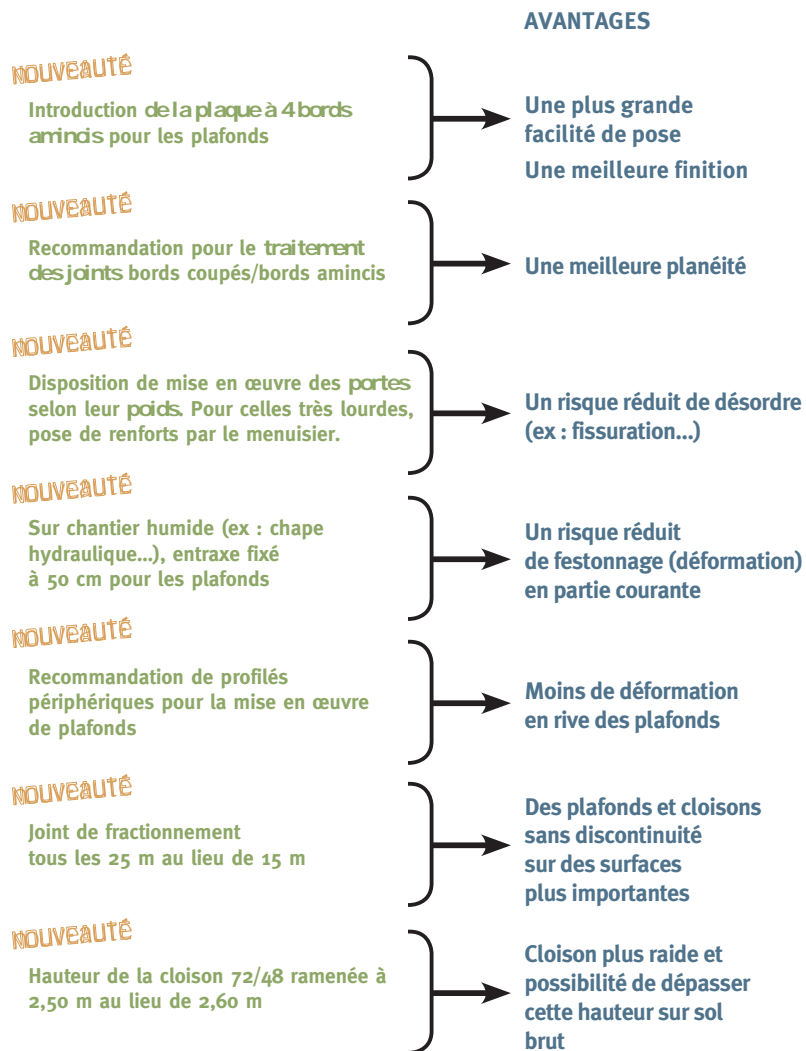 AVANTAGES
NOUVEAUTÉ
Introduction de la plaque à 4 bords
amincis pour les plafonds
Une plus grande
facilité de pose
Une meilleure finition
NOUVEAUTÉ
Recommandation pour le traitement
des joints bords coupés/bords amincis
Une meilleure planéité
NOUVEAUTÉ
Disposition de mise en œuvre des portes
selon leur poids. Pour celles très lourdes,
pose de renforts par le menuisier.
Un risque réduit de désordre
(ex : fissuration...)
NOUVEAUTÉ
Sur chantier humide (ex : chape
hydraulique...), entraxe fixé
à 50 cm pour les plafonds
Un risque réduit
de festonnage (déformation)
en partie courante
NOUVEAUTÉ
Recommandation de profilés
périphériques pour la mise en œuvre
de plafonds
Moins de déformation
en rive des plafonds
NOUVEAUTÉ
Joint de fractionnement
tous les 25 m au lieu de 15 m
Des plafonds et cloisons
sans discontinuité
sur des surfaces
plus importantes
NOUVEAUTÉ
Hauteur de la cloison 72/48 ramenée à
2,50 m au lieu de 2,60 m
Cloison plus raide et
possibilité de dépasser
cette hauteur sur sol
brut